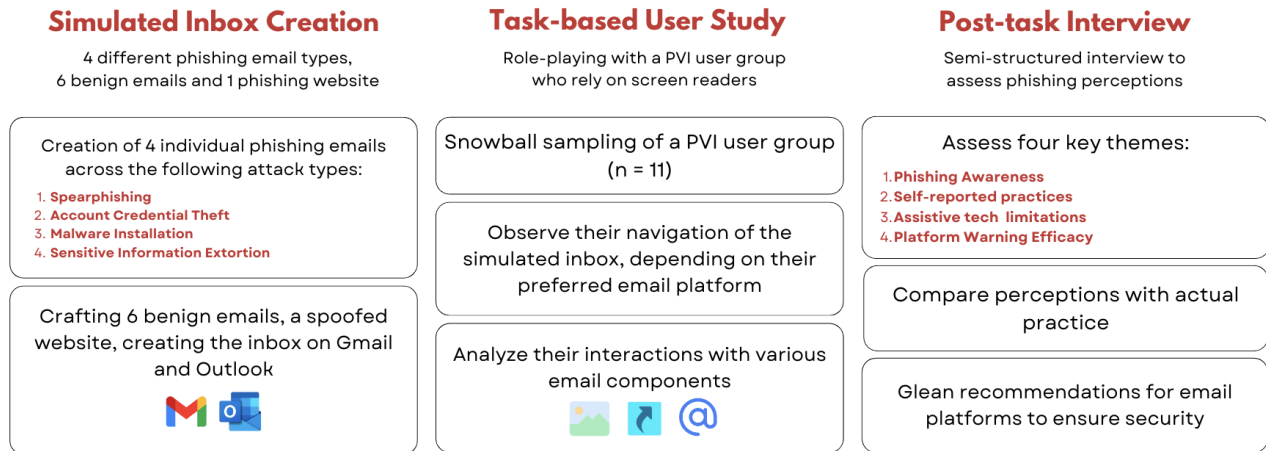 Simulated Inbox Creation
4 different phishing email types,
6 benign emails and 1 phishing website
Creation of 4 individual phishing emails
across the following attack types:
1. Spearphishing
2. Account Credential Theft
3. Malware Installation
4. Sensitive Information Extortion
Crafting 6 benign emails, a spoofed
website, creating the inbox on Gmail
and Outlook
Task-based User Study
Role-playing with a PVI user group
who rely on screen readers
Snowball sampling of a PVI user group
(n = 11)
Observe their navigation of the
simulated inbox, depending on their
preferred email platform
Analyze their interactions with various
email components
Post-task Interview
Semi-structured interview to
assess phishing perceptions
Assess four key themes:
1. Phishing Awareness
2. Self-reported practices
3. Assistive tech limitations
4. Platform Warning Efficacy
Compare perceptions with actual
practice
Glean recommendations for email
platforms to ensure security